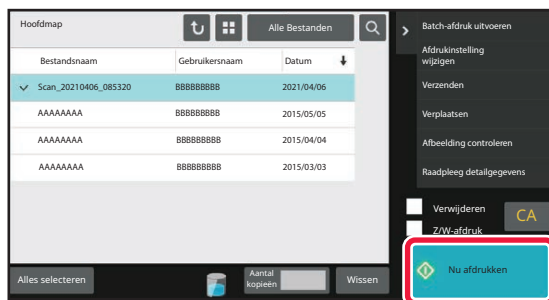 Hoofdmap
Alle Bestanden
Bestandsnaam Gebruikersnaam Datum
Scan_20210406_085320 BBBBBBBBB 2021/04/06
AAAAAAAA BBBBBBBBB 2015/05/05
AAAAAAAA BBBBBBBBB 2015/04/04
AAAAAAAA BBBBBBBBB 2015/03/03
Alles selecteren
Aantal
kopieën
Wissen
Batch-afdruk uitvoeren
Afdrukinstelling
wijzigen
Verzenden
Verplaatsen
Afbeelding controleren
Raadpleeg detailgegevens
Verwijderen
Z/W-afdruk
CA
Nu afdrukken